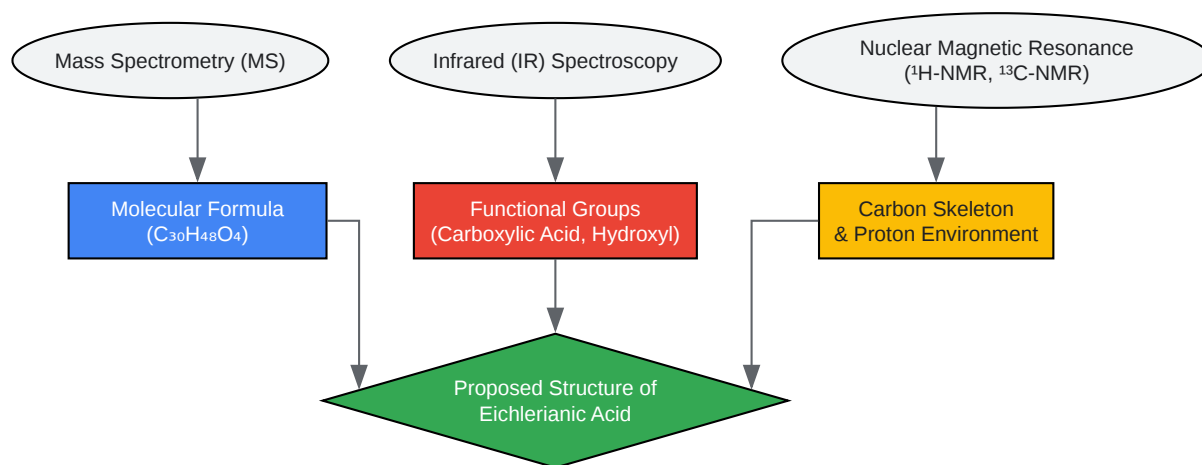 Mass Spectrometry (MS)
Infrared (IR) Spectroscopy
Nuclear Magnetic Resonance
(¹H-NMR, ¹³C-NMR)
Molecular Formula
(C₃₀H₄₈O₄)
Functional Groups
(Carboxylic Acid, Hydroxyl)
Carbon Skeleton
& Proton Environment
Proposed Structure of
Eichlerianic Acid